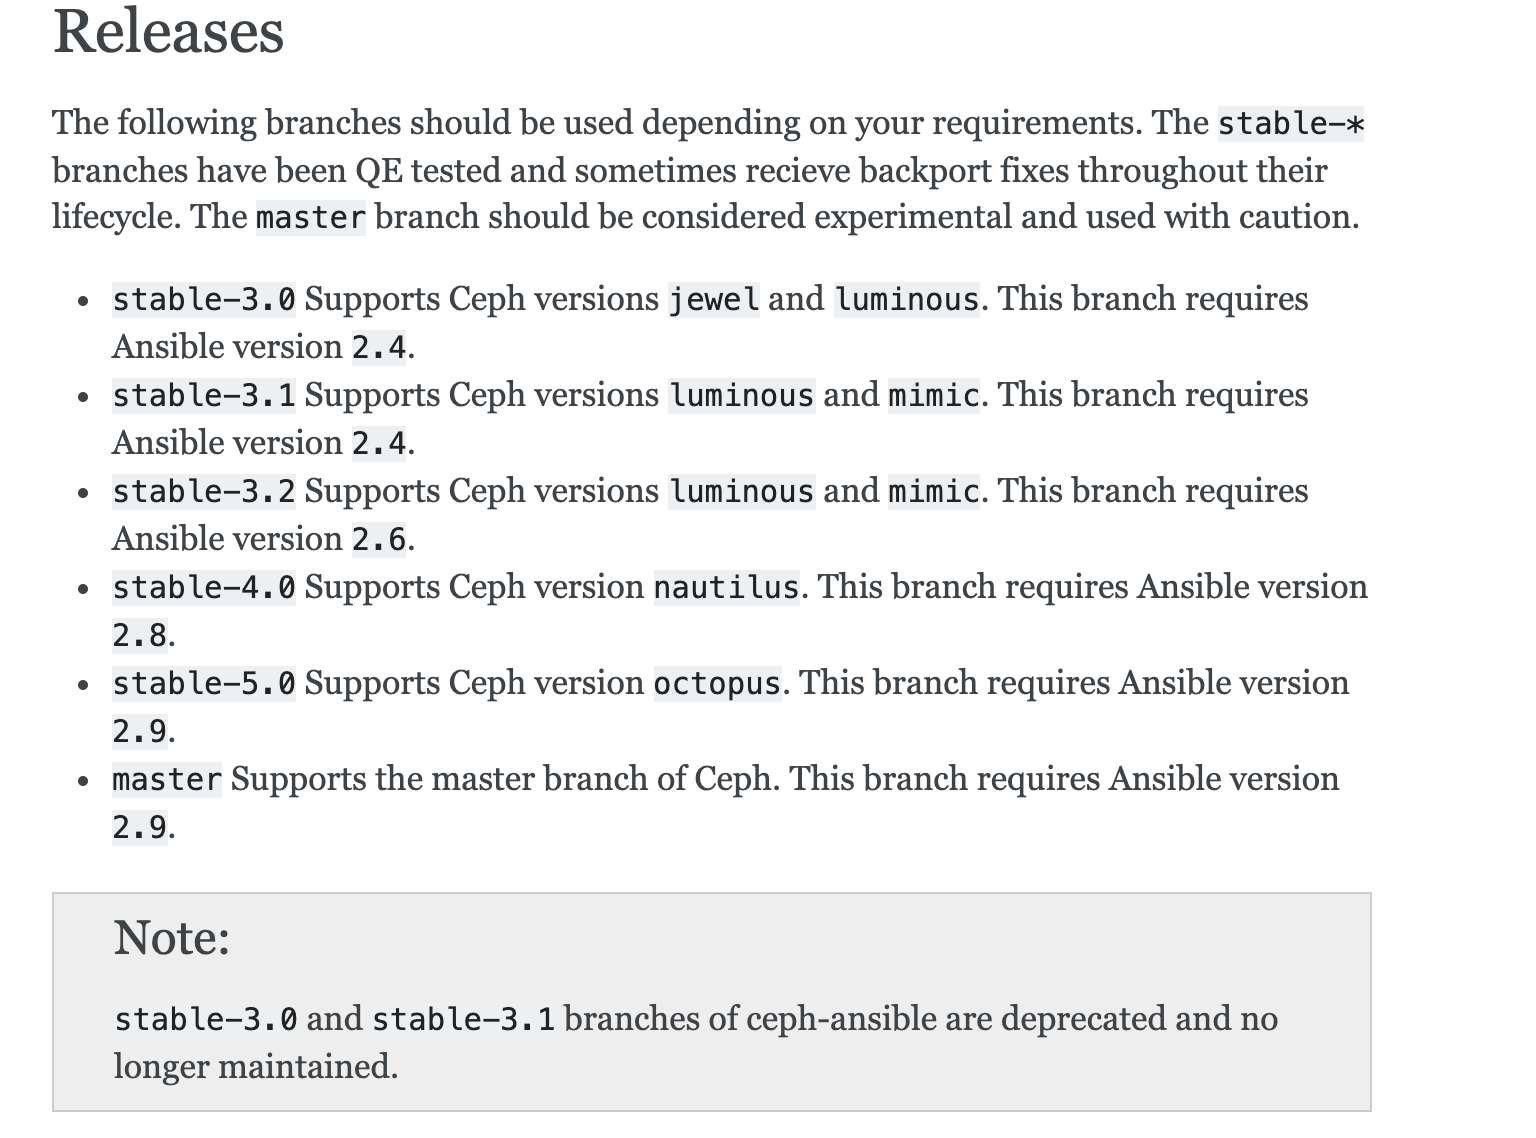 Releases
The following branches should be used depending on your requirements. The stable-*
branches have been QE tested and sometimes recieve backport fixes throughout their
lifecycle. The master branch should be considered experimental and used with caution.
• stable-3.0 Supports Ceph versions jewel and luminous. This branch requires
Ansible version 2.4.
• stable-3.1 Supports Ceph versions luminous and mimic. This branch requires
Ansible version 2.4.
• stable-3.2 Supports Ceph versions luminous and mimic. This branch requires
Ansible version 2.6.
• stable-4.0 Supports Ceph version nautilus. This branch requires Ansible version
2.8.
• stable-5.0 Supports Ceph version octopus. This branch requires Ansible version
2.9.
• master Supports the master branch of Ceph. This branch requires Ansible version
2.9.
Note:
stable-3.0 and stable-3.1 branches of ceph-ansible are deprecated and no
longer maintained.